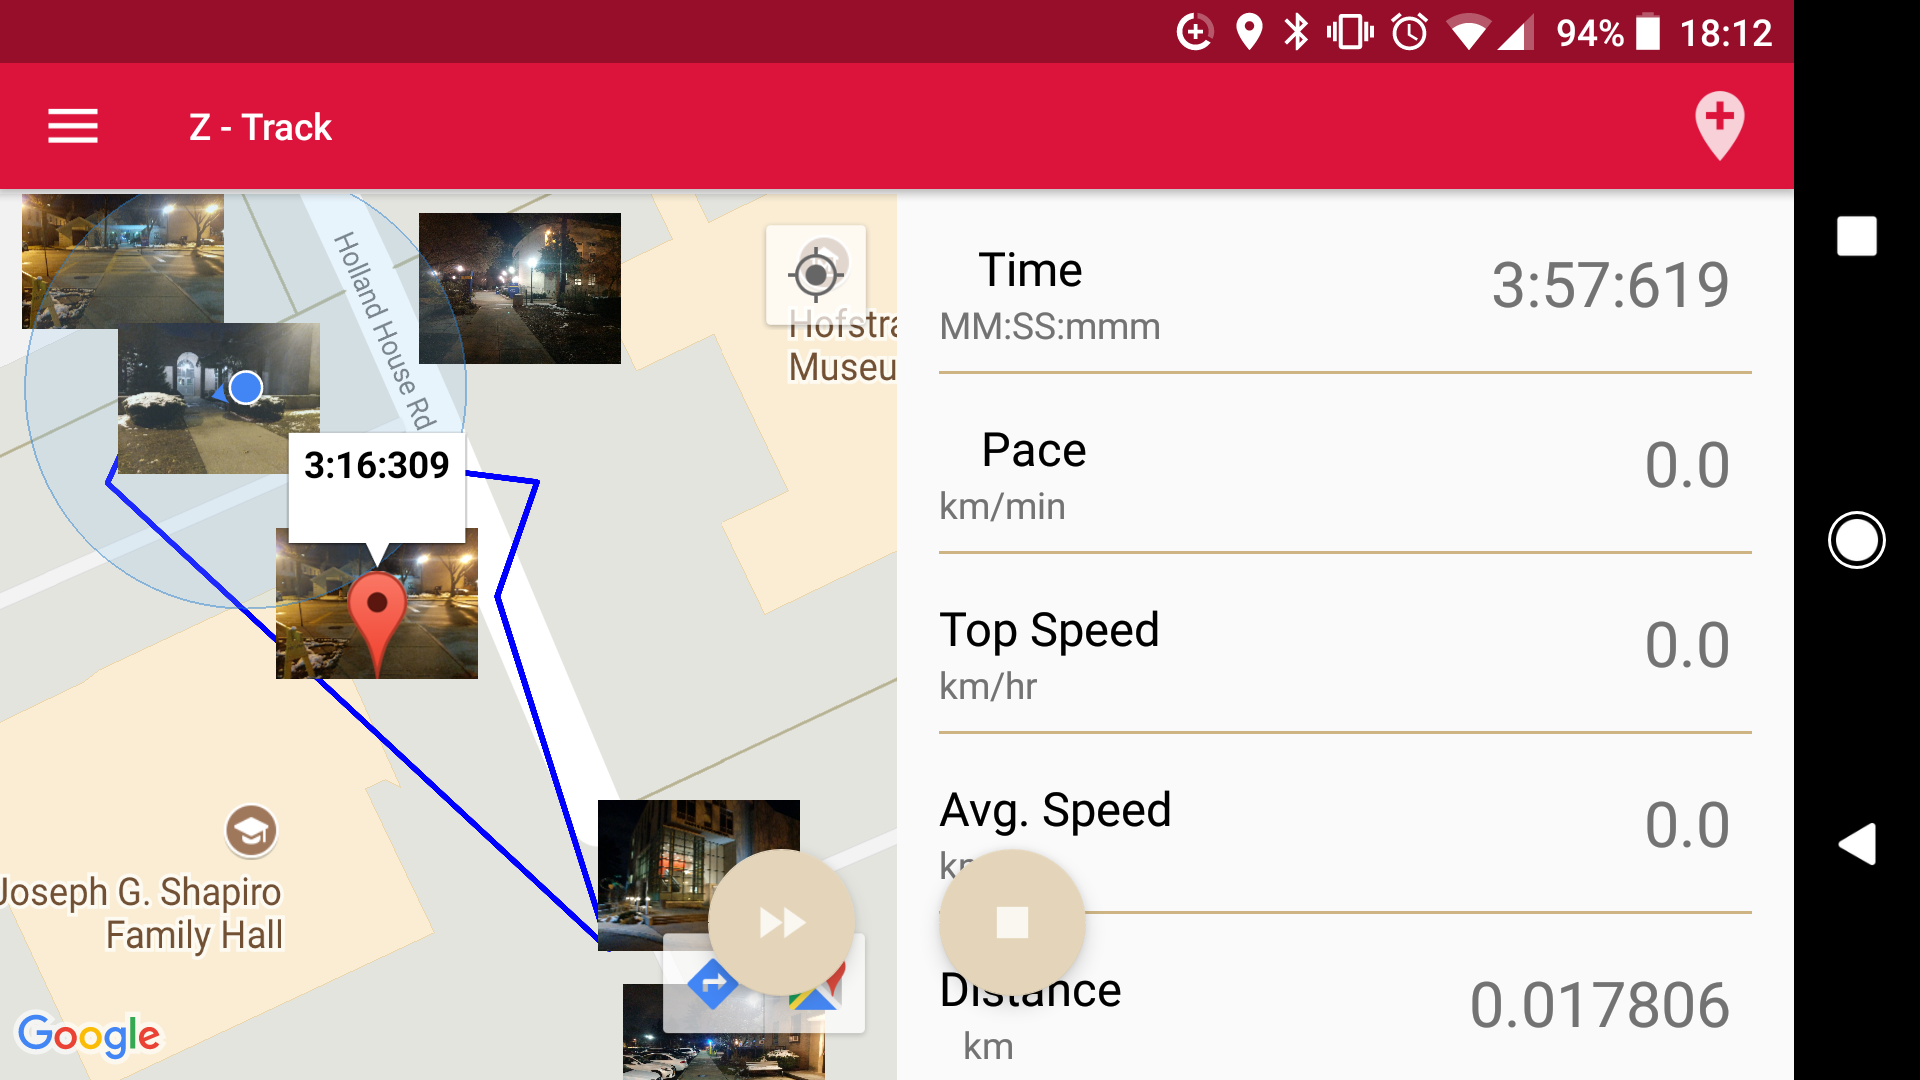 94% 18:12
Z - Track
Holland House Rd
Hofstra
Museu
3:16:309
Joseph G. Shapiro
Family Hall
Google
Time 3:57:619
MM:SS:mmm
Pace 0.0
km/min
Top Speed 0.0
km/hr
Avg. Speed 0.0
Distance 0.017806
km